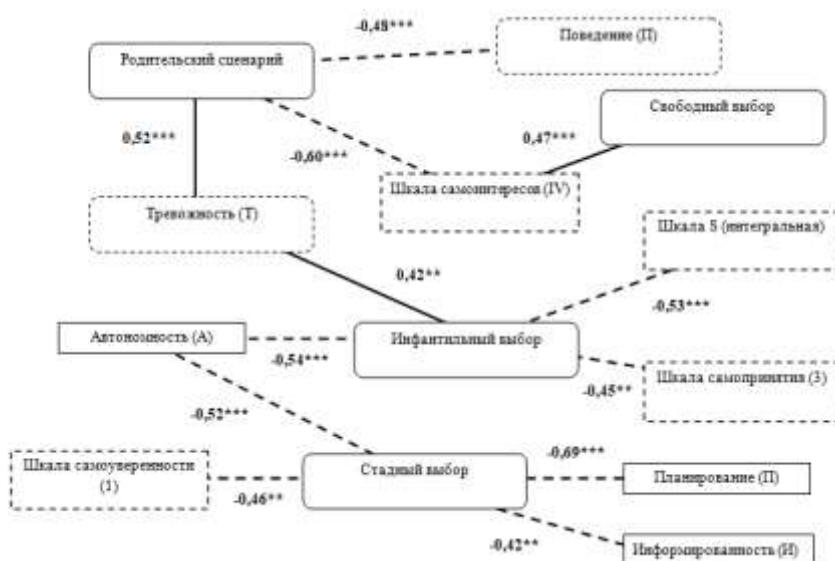 -0,48***
Поведение (П)
Родительский сценарий
Свободный выбор
0,52***
0,47***
-0,60***
Шкала самоинтересов (IV)
Тревожность (Т)
Шкала S (интегральная)
0,42**
-0,53***
Автономность (А)
Инфантильный выбор
-0,54***
Шкала самопринятия (3)
-0,45**
-0,52***
Шкала самоуверенности
(1)
Стадный выбор
-0,69***
Планирование (П)
-0,46**
-0,42**
Информированность (И)